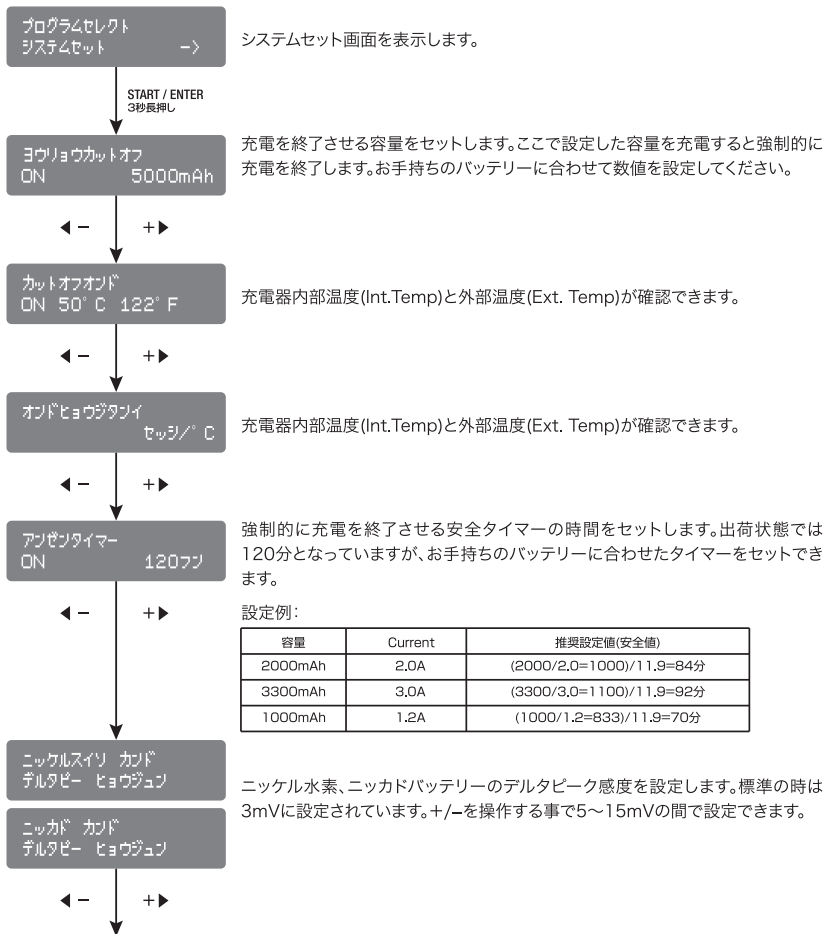 プログラムセレクト
システムセット ->
システムセット画面を表示します。
START / ENTER
3秒長押し
ヨウリョウカットオフ
ON 5000mAh
充電を終了させる容量をセットします。ここで設定した容量を充電すると強制的に
充電を終了します。お手持ちのバッテリーに合わせて数値を設定してください。
◀ − +▶
カットオフオンド
ON 50°C 122°F
充電器内部温度(Int.Temp)と外部温度(Ext. Temp)が確認できます。
◀ − +▶
オンドヒョウジタンイ
セッシ/°C
充電器内部温度(Int.Temp)と外部温度(Ext. Temp)が確認できます。
◀ − +▶
アンゼンタイマー
ON 120フン
強制的に充電を終了させる安全タイマーの時間をセットします。出荷状態では
120分となっていますが、お手持ちのバッテリーに合わせたタイマーをセットでき
ます。
◀ − +▶
設定例:
容量 Current 推奨設定値(安全値)
2000mAh 2.0A (2000/2.0=1000)/11.9=84分
3300mAh 3.0A (3300/3.0=1100)/11.9=92分
1000mAh 1.2A (1000/1.2=833)/11.9=70分
ニッケルスイソ カンド
デルタピー ヒョウジュン
ニッケル水素、ニッカドバッテリーのデルタピーク感度を設定します。標準の時は
3mVに設定されています。+/−を操作する事で5〜15mVの間で設定できます。
ニッカド カンド
デルタピー ヒョウジュン
◀ − +▶